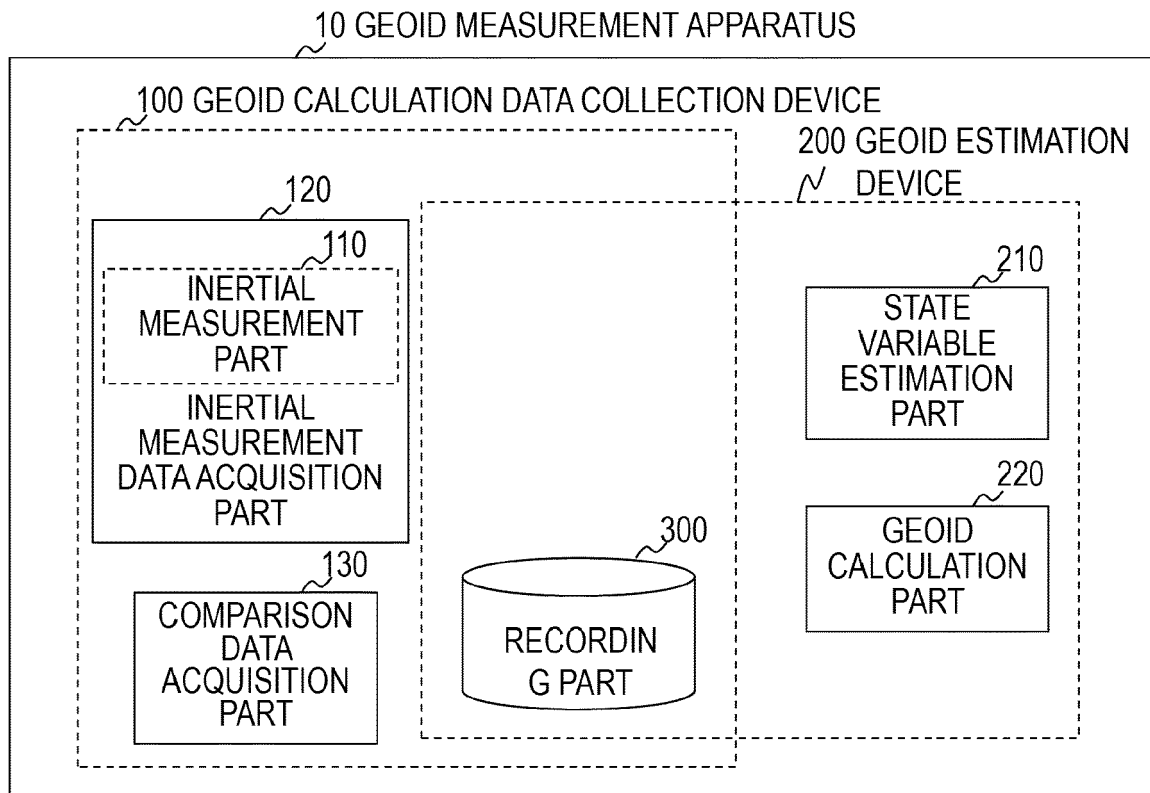 10 GEOID MEASUREMENT APPARATUS
100 GEOID CALCULATION DATA COLLECTION DEVICE
200 GEOID ESTIMATION
DEVICE
120
110
INERTIAL
MEASUREMENT
PART
INERTIAL
MEASUREMENT
DATA ACQUISITION
PART
130
COMPARISON
DATA
ACQUISITION
PART
300
RECORDIN
G PART
210
STATE
VARIABLE
ESTIMATION
PART
220
GEOID
CALCULATION
PART